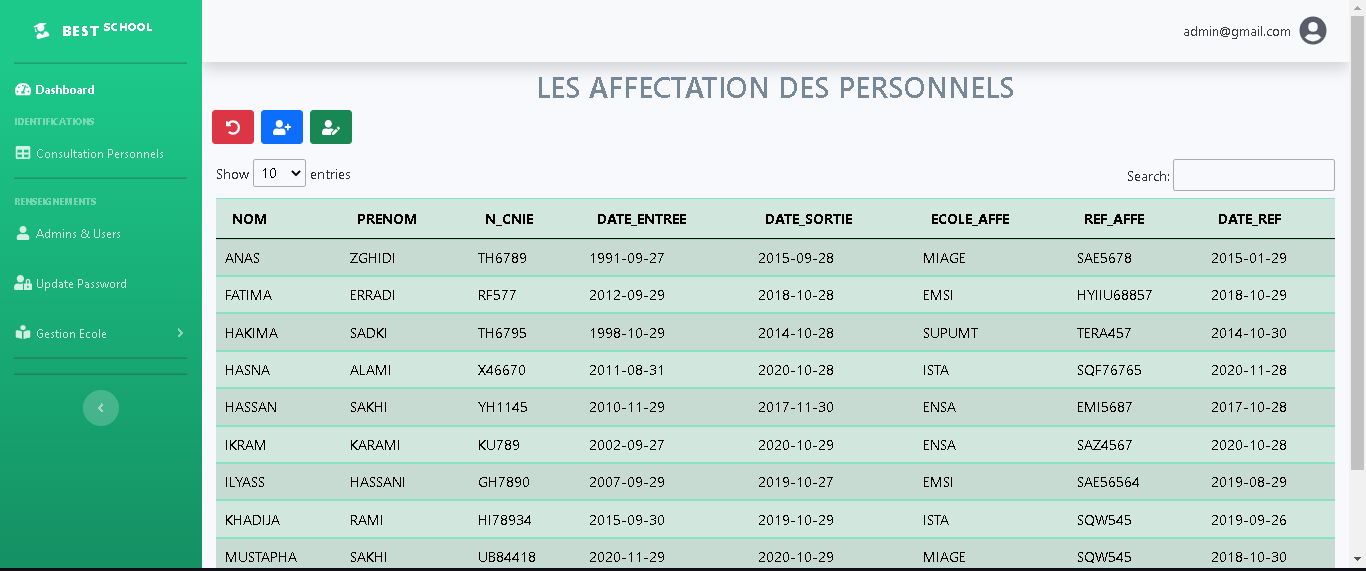 BEST SCHOOL
admin@gmail.com
Dashboard
IDENTIFICATIONS
Consultation Personnels
RENSEIGNEMENTS
Admins & Users
Update Password
Gestion Ecole
LES AFFECTATION DES PERSONNELS
Show 10 entries
Search:
NOM PRENOM N_CNIE DATE_ENTREE DATE_SORTIE ECOLE_AFFE REF_AFFE DATE_REF
ANAS ZGHIDI TH6789 1991-09-27 2015-09-28 MIAGE SAE5678 2015-01-29
FATIMA ERRADI RF577 2012-09-29 2018-10-28 EMSI HYIIU68857 2018-10-29
HAKIMA SADKI TH6795 1998-10-29 2014-10-28 SUPUMT TERA457 2014-10-30
HASNA ALAMI X46670 2011-08-31 2020-10-28 ISTA SQF76765 2020-11-28
HASSAN SAKHI YH1145 2010-11-29 2017-11-30 ENSA EMI5687 2017-10-28
IKRAM KARAMI KU789 2002-09-27 2020-10-29 ENSA SAZ4567 2020-10-28
ILYASS HASSANI GH7890 2007-09-29 2019-10-27 EMSI SAE56564 2019-08-29
KHADIJA RAMI HI78934 2015-09-30 2019-10-29 ISTA SQW545 2019-09-26
MUSTAPHA SAKHI UB84418 2020-11-29 2020-10-29 MIAGE SQW545 2018-10-30